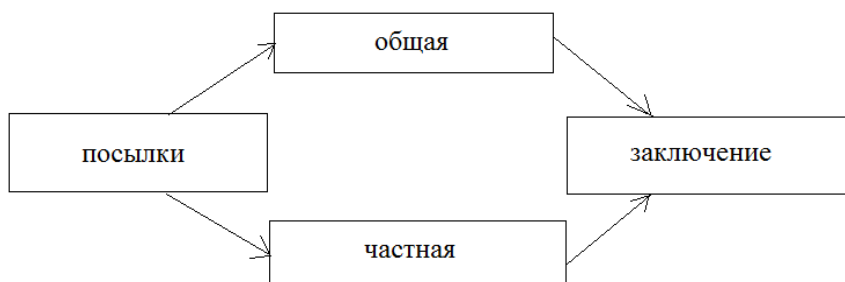 общая
посылки
заключение
частная